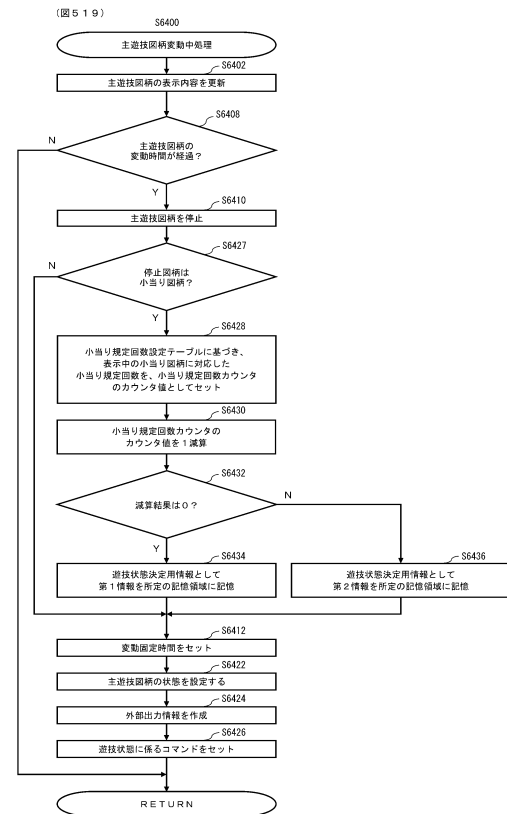 (図519)
S6400
主遊技図柄変動中処理
S6402
主遊技図柄の表示内容を更新
S6408
N
主遊技図柄の
変動時間が経過？
Y
S6410
主遊技図柄を停止
S6427
N
停止図柄は
小当り図柄？
Y
S6428
小当り規定回数設定テーブルに基づき、
表示中の小当り図柄に対応した
小当り規定回数を、小当り規定回数カウンタ
のカウンタ値としてセット
S6430
小当り規定回数カウンタの
カウンタ値を１減算
S6432
N
減算結果は０？
Y
S6434
S6436
遊技状態決定用情報として
第１情報を所定の記憶領域に記憶
遊技状態決定用情報として
第２情報を所定の記憶領域に記憶
S6412
変動固定時間をセット
S6422
主遊技図柄の状態を設定する
S6424
外部出力情報を作成
S6426
遊技状態に係るコマンドをセット
RETURN